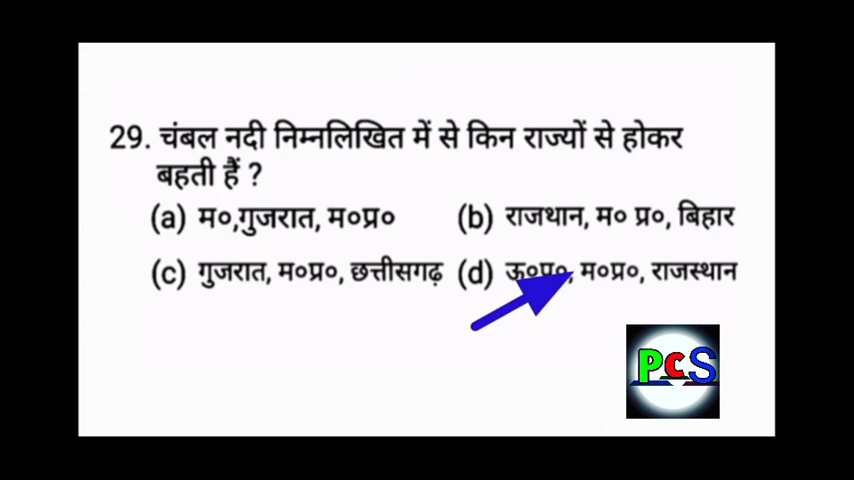 29. चंबल नदी निम्नलिखित में से किन राज्यों से होकर
बहती हैं ?
(a) म०,गुजरात, म०प्र० (b) राजथान, म० प्र०, बिहार
(c) गुजरात, म०प्र०, छत्तीसगढ़ (d) ऊ०प्र०, म०प्र०, राजस्थान
PCS